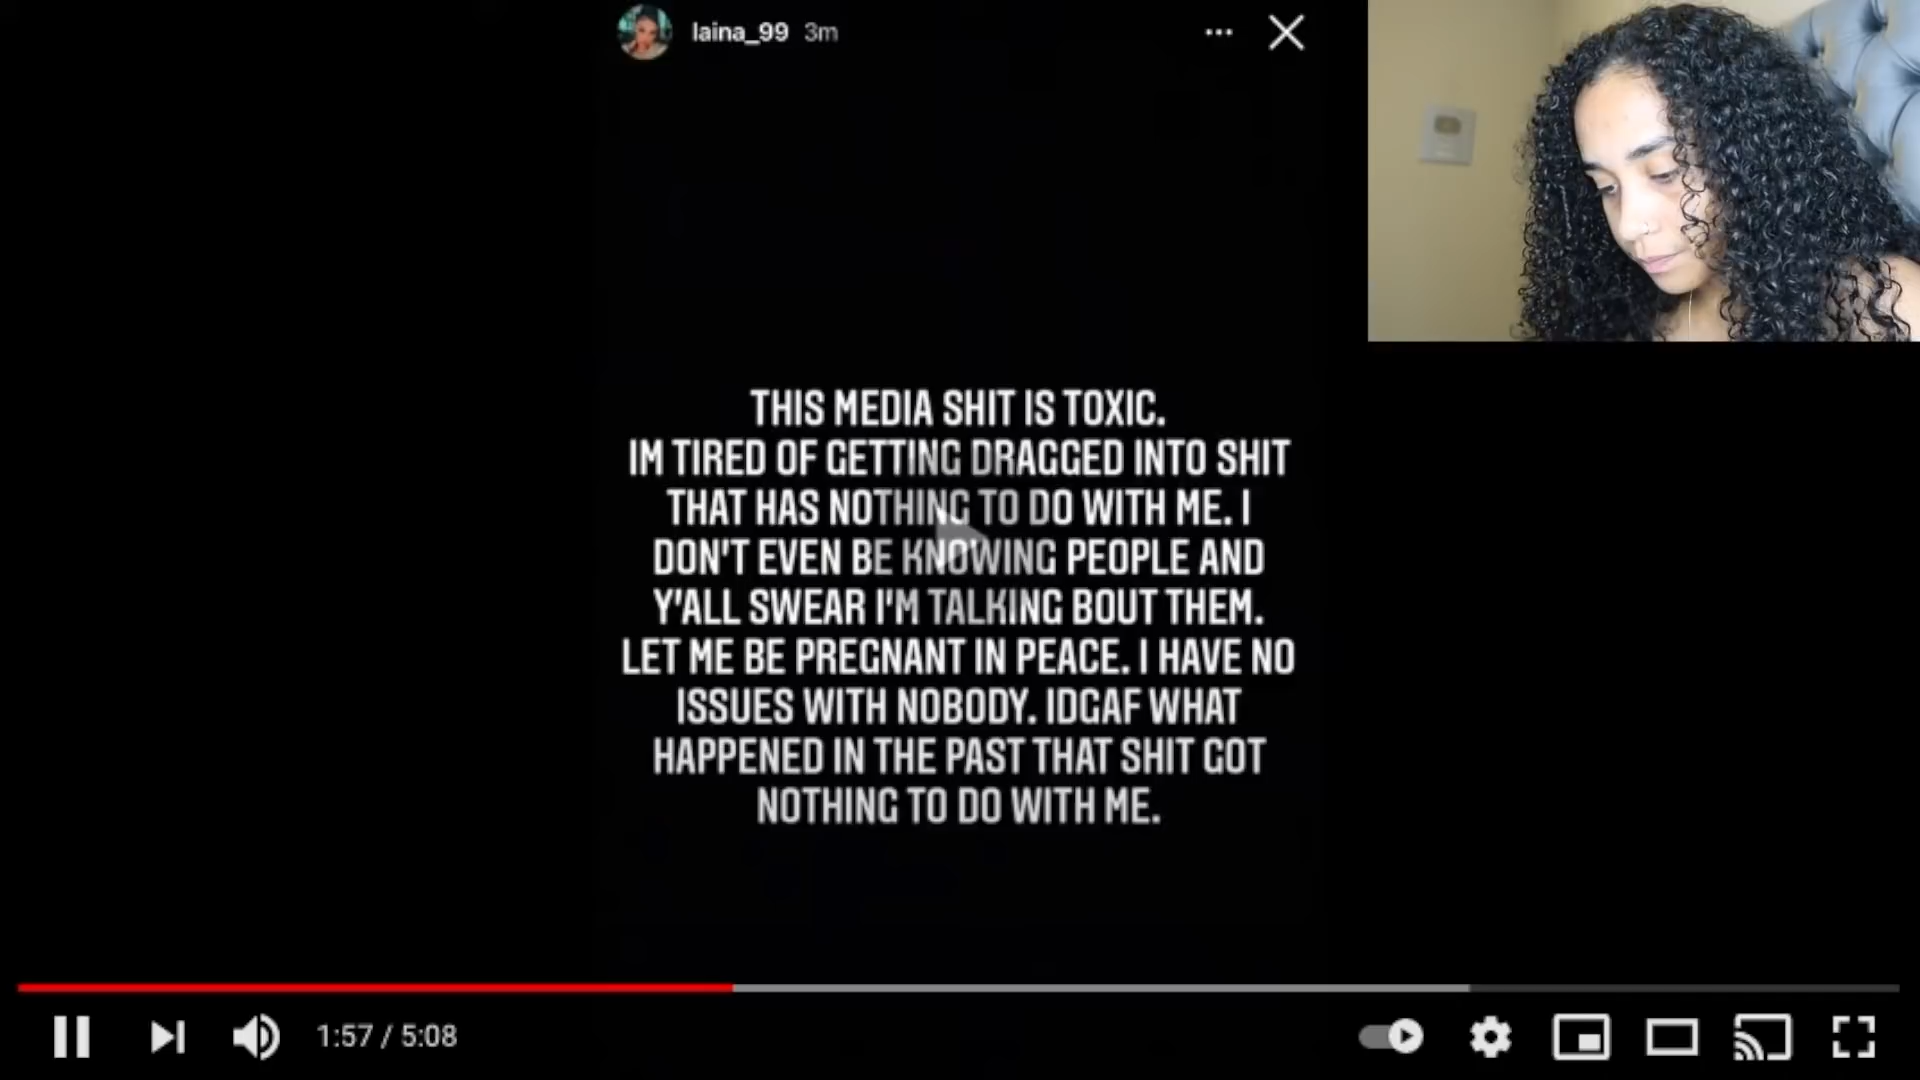 laina_99 3m
THIS MEDIA SHIT IS TOXIC.
IM TIRED OF GETTING DRAGGED INTO SHIT
THAT HAS NOTHING TO DO WITH ME. I
DON'T EVEN BE KNOWING PEOPLE AND
Y'ALL SWEAR I'M TALKING BOUT THEM.
LET ME BE PREGNANT IN PEACE. I HAVE NO
ISSUES WITH NOBODY. IDGAF WHAT
HAPPENED IN THE PAST THAT SHIT GOT
NOTHING TO DO WITH ME.
1:57 / 5:08